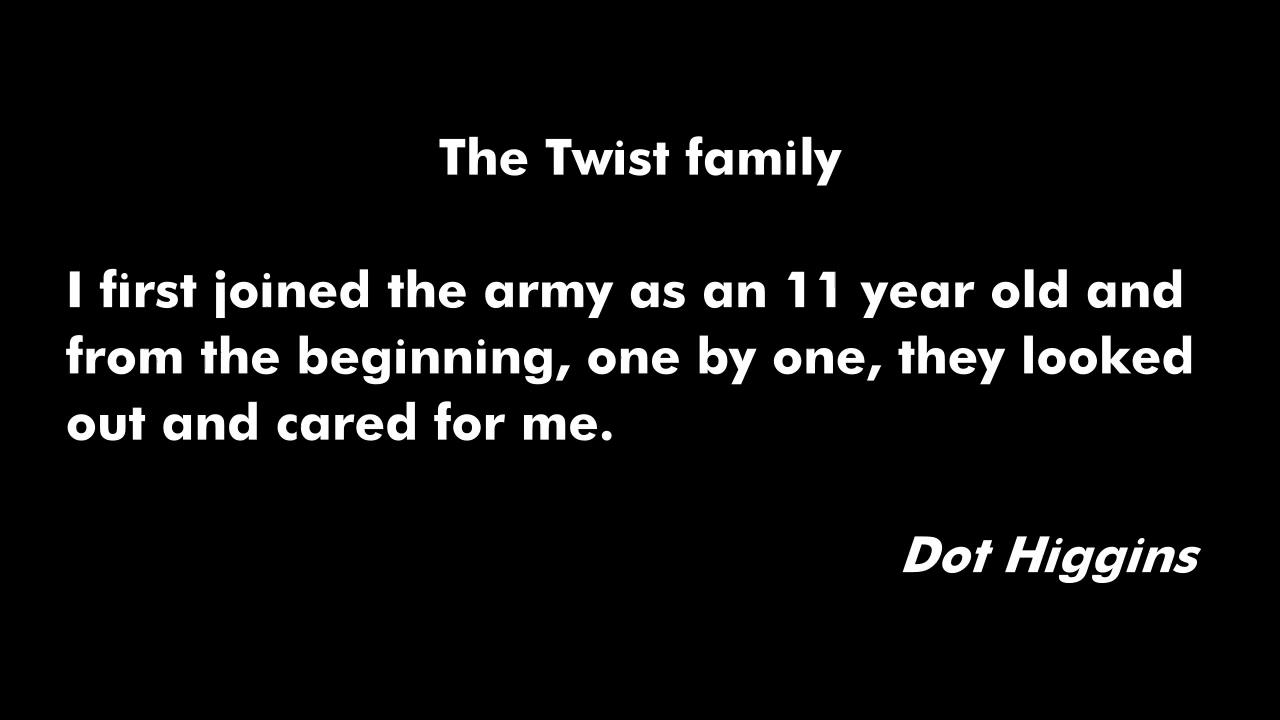 The Twist family
I first joined the army as an 11 year old and
from the beginning, one by one, they looked
out and cared for me.
Dot Higgins